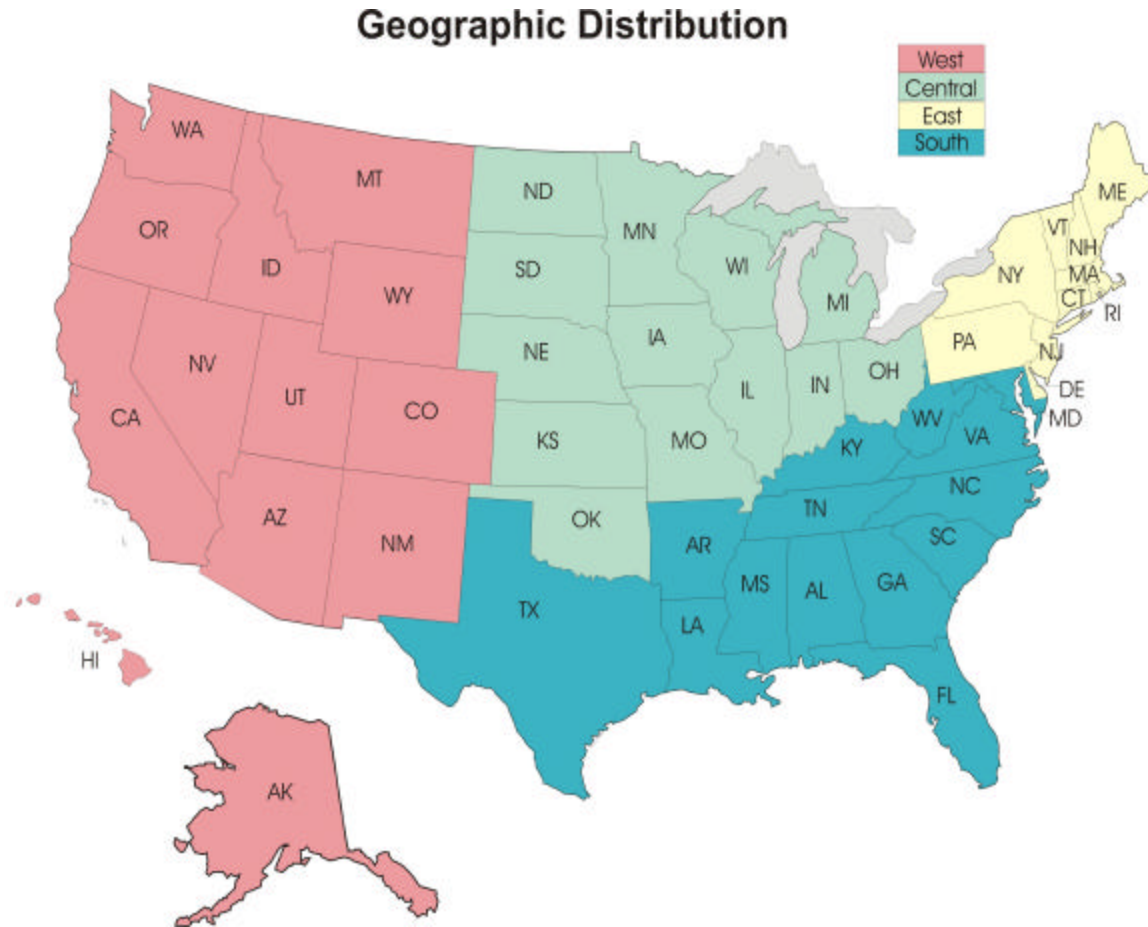 Geographic Distribution
West
Central
East
South
WA
MT
ND
MN
ME
OR
ID
SD
WI
VT
NH
NY
MA
WY
MI
CT
RI
NV
NE
IA
PA
NJ
UT
CO
IL
IN
OH
DE
CA
KS
MO
KY
WV
VA
MD
AZ
NM
OK
AR
TN
NC
SC
TX
MS
AL
GA
LA
HI
FL
AK